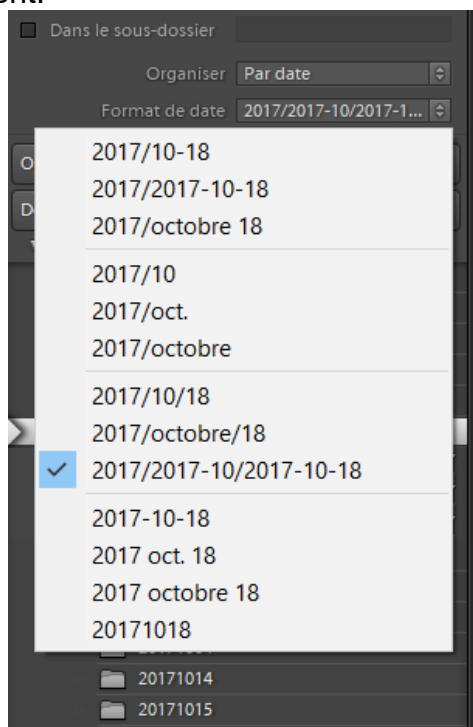 Dans le sous-dossier
Organiser Par date
Format de date 2017/2017-10/2017-1...
O
D
2017/10-18
2017/2017-10-18
2017/octobre 18
2017/10
2017/oct.
2017/octobre
2017/10/18
2017/octobre/18
2017/2017-10/2017-10-18
2017-10-18
2017 oct. 18
2017 octobre 18
20171018
20171014
20171015